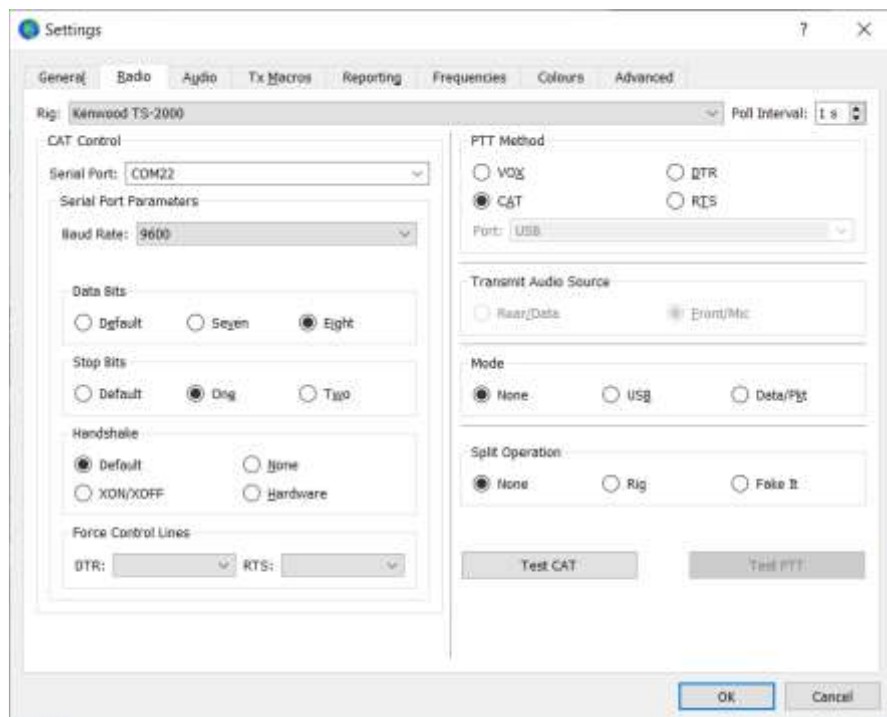 Settings
General Radio Audio Tx Macros Reporting Frequencies Colours Advanced
Rig: Kenwood TS-2000 Poll Interval: 1 s
CAT Control
Serial Port: COM22
Serial Port Parameters
Baud Rate: 9600
Data Bits
Default Seven Eight
Stop Bits
Default One Two
Handshake
Default None
XON/XOFF Hardware
Force Control Lines
DTR: RTS:
PTT Method
VOX DTR
CAT RTS
Port: USB
Transmit Audio Source
Rear/Data Front/Mic
Mode
None USB Data/Pkt
Split Operation
None Rig Fake It
Test CAT Test PTT
OK Cancel